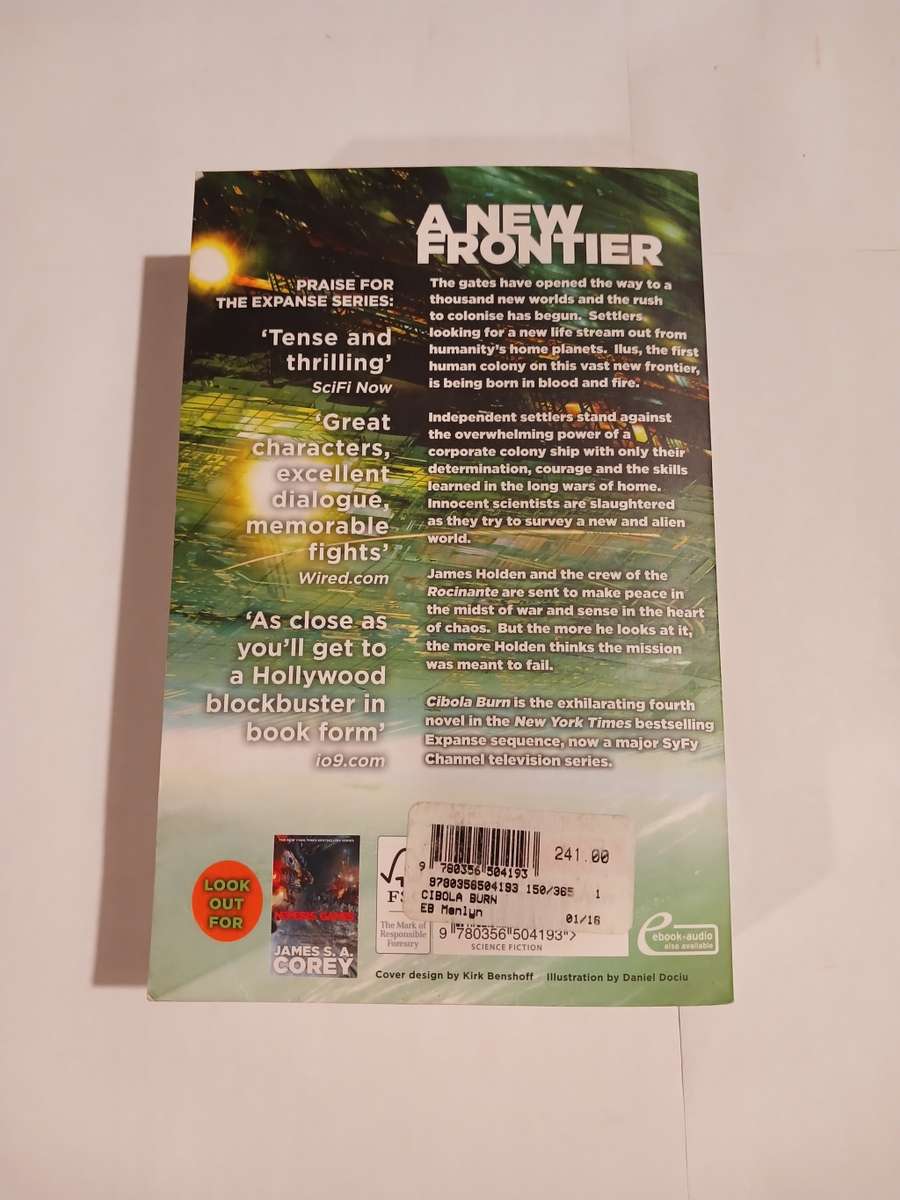 A NEW
FRONTIER
PRAISE FOR
THE EXPANSE SERIES:
‘Tense and
thrilling’
SciFi Now
‘Great
characters,
excellent
dialogue,
memorable
fights’
Wired.com
‘As close as
you’ll get to
a Hollywood
blockbuster in
book form’
io9.com
The gates have opened the way to a
thousand new worlds and the rush
to colonise has begun. Settlers
looking for a new life stream out from
humanity’s home planets. Ilus, the first
human colony on this vast new frontier,
is being born in blood and fire.
Independent settlers stand against
the overwhelming power of a
corporate colony ship with only their
determination, courage and the skills
learned in the long wars of home.
Innocent scientists are slaughtered
as they try to survey a new and alien
world.
James Holden and the crew of the
Rocinante are sent to make peace in
the midst of war and sense in the heart
of chaos. But the more he looks at it,
the more Holden thinks the mission
was meant to fail.
Cibola Burn is the exhilarating fourth
novel in the New York Times bestselling
Expanse sequence, now a major SyFy
Channel television series.
LOOK
OUT
FOR
NEMESIS GAMES
JAMES S. A.
COREY
The Mark of
Responsible
Forestry
241.00
9 780356 504193
9780356504193 150/365 1
CIBOLA BURN
EB Menlyn 01/16
9 780356 504193>
SCIENCE FICTION
ebook-audio
also available
Cover design by Kirk Benshoff Illustration by Daniel Dociu